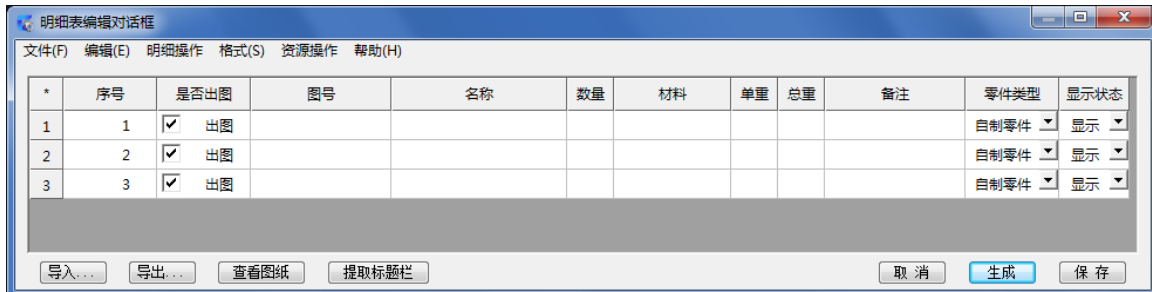 明细表编辑对话框
文件(F) 编辑(E) 明细操作 格式(S) 资源操作 帮助(H)
* 序号 是否出图 图号 名称 数量 材料 单重 总重 备注 零件类型 显示状态
1 1 出图 自制零件 显示
2 2 出图 自制零件 显示
3 3 出图 自制零件 显示
导入... 导出... 查看图纸 提取标题栏 取 消 生成 保 存